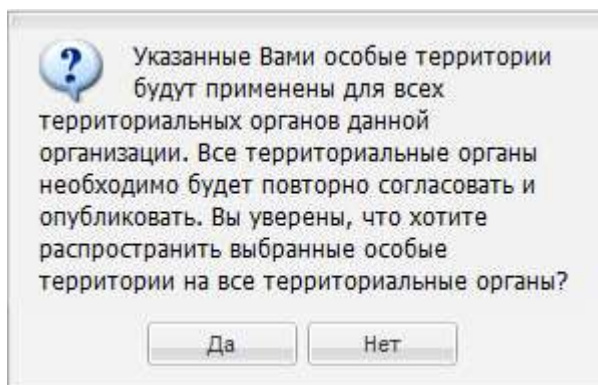 Указанные Вами особые территории
будут применены для всех
территориальных органов данной
организации. Все территориальные органы
необходимо будет повторно согласовать и
опубликовать. Вы уверены, что хотите
распространить выбранные особые
территории на все территориальные органы?
Да
Нет